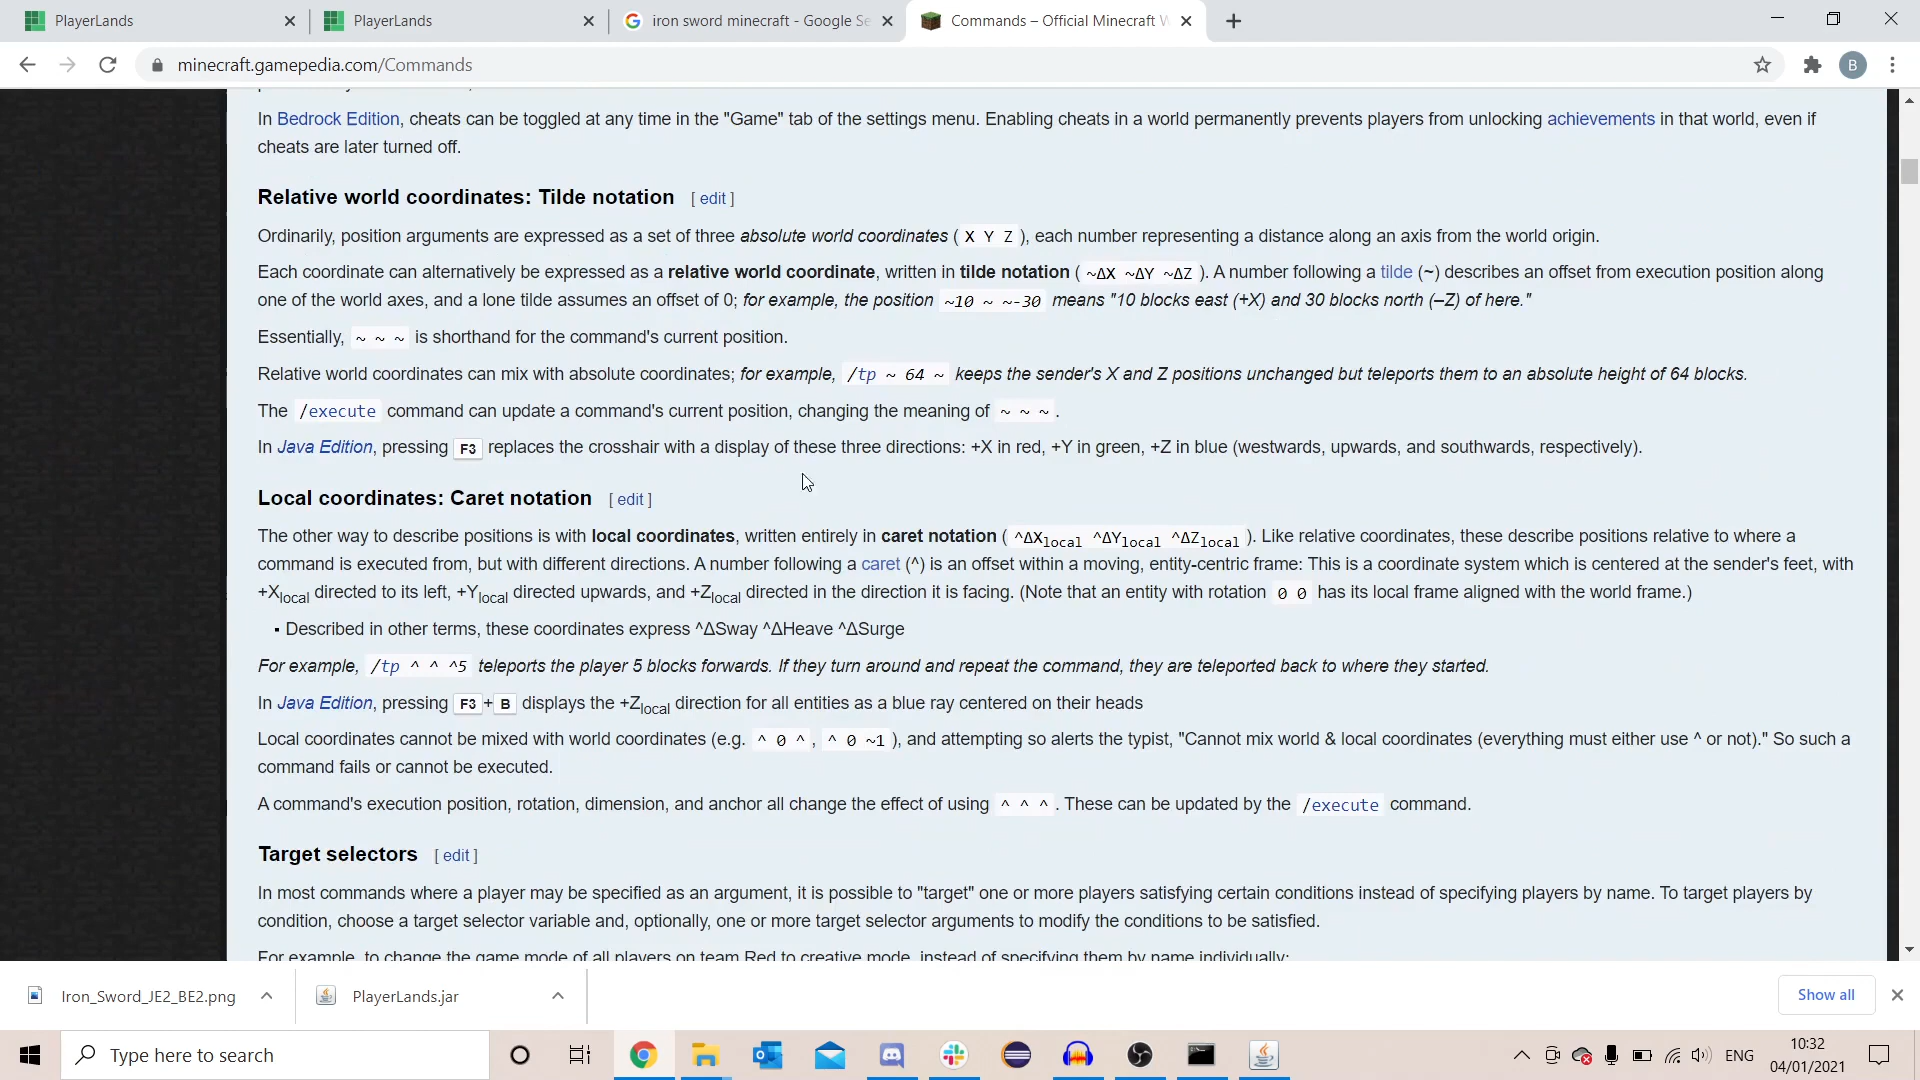 PlayerLands
PlayerLands
iron sword minecraft - Google Se
Commands – Official Minecraft W
minecraft.gamepedia.com/Commands
B
In Bedrock Edition, cheats can be toggled at any time in the "Game" tab of the settings menu. Enabling cheats in a world permanently prevents players from unlocking achievements in that world, even if
cheats are later turned off.
Relative world coordinates: Tilde notation [ edit ]
Ordinarily, position arguments are expressed as a set of three absolute world coordinates ( X Y Z ), each number representing a distance along an axis from the world origin.
Each coordinate can alternatively be expressed as a relative world coordinate, written in tilde notation ( ~ΔX ~ΔY ~ΔZ ). A number following a tilde (~) describes an offset from execution position along
one of the world axes, and a lone tilde assumes an offset of 0; for example, the position ~10 ~ ~-30 means "10 blocks east (+X) and 30 blocks north (–Z) of here."
Essentially, ~ ~ ~ is shorthand for the command's current position.
Relative world coordinates can mix with absolute coordinates; for example, /tp ~ 64 ~ keeps the sender's X and Z positions unchanged but teleports them to an absolute height of 64 blocks.
The /execute command can update a command's current position, changing the meaning of ~ ~ ~.
In Java Edition, pressing F3 replaces the crosshair with a display of these three directions: +X in red, +Y in green, +Z in blue (westwards, upwards, and southwards, respectively).
Local coordinates: Caret notation [ edit ]
The other way to describe positions is with local coordinates, written entirely in caret notation ( ^ΔXlocal ^ΔYlocal ^ΔZlocal ). Like relative coordinates, these describe positions relative to where a
command is executed from, but with different directions. A number following a caret (^) is an offset within a moving, entity-centric frame: This is a coordinate system which is centered at the sender's feet, with
+Xlocal directed to its left, +Ylocal directed upwards, and +Zlocal directed in the direction it is facing. (Note that an entity with rotation 0 0 has its local frame aligned with the world frame.)
▪ Described in other terms, these coordinates express ^ΔSway ^ΔHeave ^ΔSurge
For example, /tp ^ ^ ^5 teleports the player 5 blocks forwards. If they turn around and repeat the command, they are teleported back to where they started.
In Java Edition, pressing F3+B displays the +Zlocal direction for all entities as a blue ray centered on their heads
Local coordinates cannot be mixed with world coordinates (e.g. ^ 0 ^, ^ 0 ~1 ), and attempting so alerts the typist, "Cannot mix world & local coordinates (everything must either use ^ or not)." So such a
command fails or cannot be executed.
A command's execution position, rotation, dimension, and anchor all change the effect of using ^ ^ ^. These can be updated by the /execute command.
Target selectors [ edit ]
In most commands where a player may be specified as an argument, it is possible to "target" one or more players satisfying certain conditions instead of specifying players by name. To target players by
condition, choose a target selector variable and, optionally, one or more target selector arguments to modify the conditions to be satisfied.
For example, to change the game mode of all players on team Red to creative mode, instead of specifying them by name individually:
Iron_Sword_JE2_BE2.png
PlayerLands.jar
Show all
Type here to search
ENG
10:32
04/01/2021